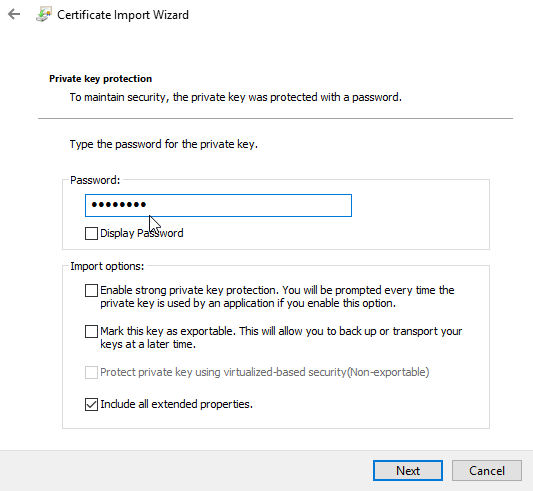 Certificate Import Wizard
Private key protection
To maintain security, the private key was protected with a password.
Type the password for the private key.
Password:
●●●●●●●●
Display Password
Import options:
Enable strong private key protection. You will be prompted every time the
private key is used by an application if you enable this option.
Mark this key as exportable. This will allow you to back up or transport your
keys at a later time.
Protect private key using virtualized-based security(Non-exportable)
Include all extended properties.
Next
Cancel